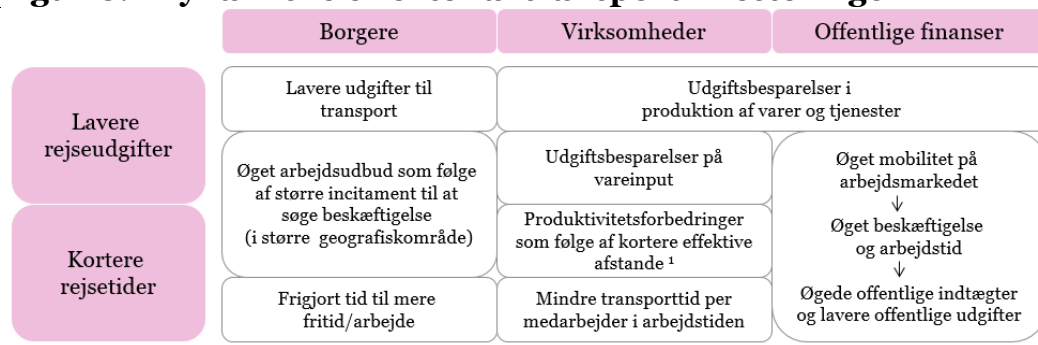 Borgere
Virksomheder
Offentlige finanser
Lavere
rejseudgifter
Lavere udgifter til
transport
Udgiftsbesparelser i
produktion af varer og tjenester
Øget arbejdsudbud som følge
af større incitament til at
søge beskæftigelse
(i større geografiskområde)
Udgiftsbesparelser på
vareinput
Øget mobilitet på
arbejdsmarkedet
↓
Øget beskæftigelse
og arbejdstid
↓
Øgede offentlige indtægter
og lavere offentlige udgifter
Kortere
rejsetider
Produktivitetsforbedringer
som følge af kortere effektive
afstande ¹
Frigjort tid til mere
fritid/arbejde
Mindre transporttid per
medarbejder i arbejdstiden